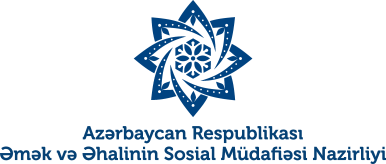 Azərbaycan Respublikası
Əmək və Əhalinin Sosial Müdafiəsi Nazirliyi